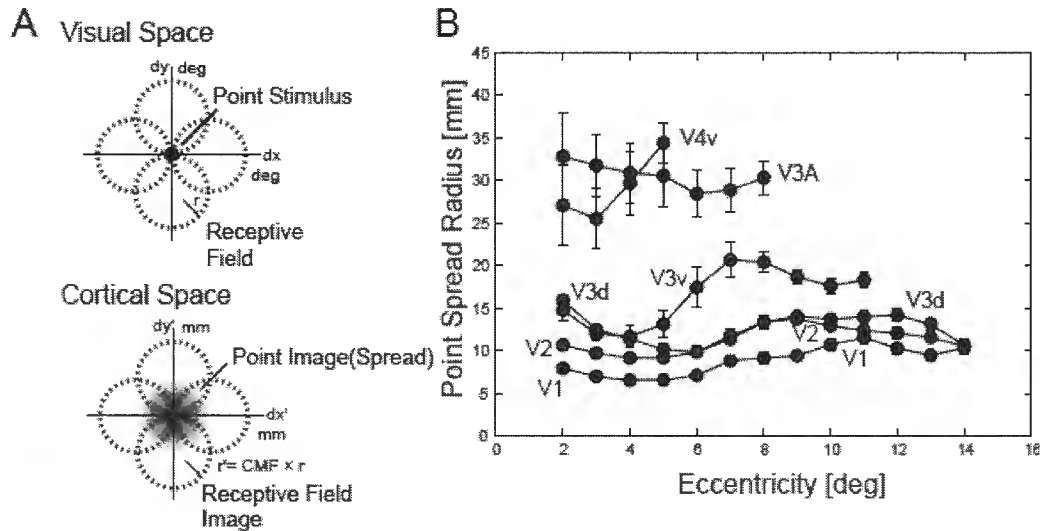 A
Visual Space
dy deg
Point Stimulus
dx
deg
r
Receptive
Field
Cortical Space
dy' mm
Point Image(Spread)
dx'
mm
r'= CMF × r
Receptive Field
Image
B
Point Spread Radius [mm]
45
40
35
30
25
20
15
10
5
0
0
2
4
6
8
10
12
14
16
Eccentricity [deg]
V4v
V3A
V3v
V3d
V3d
V2
V2
V1
V1